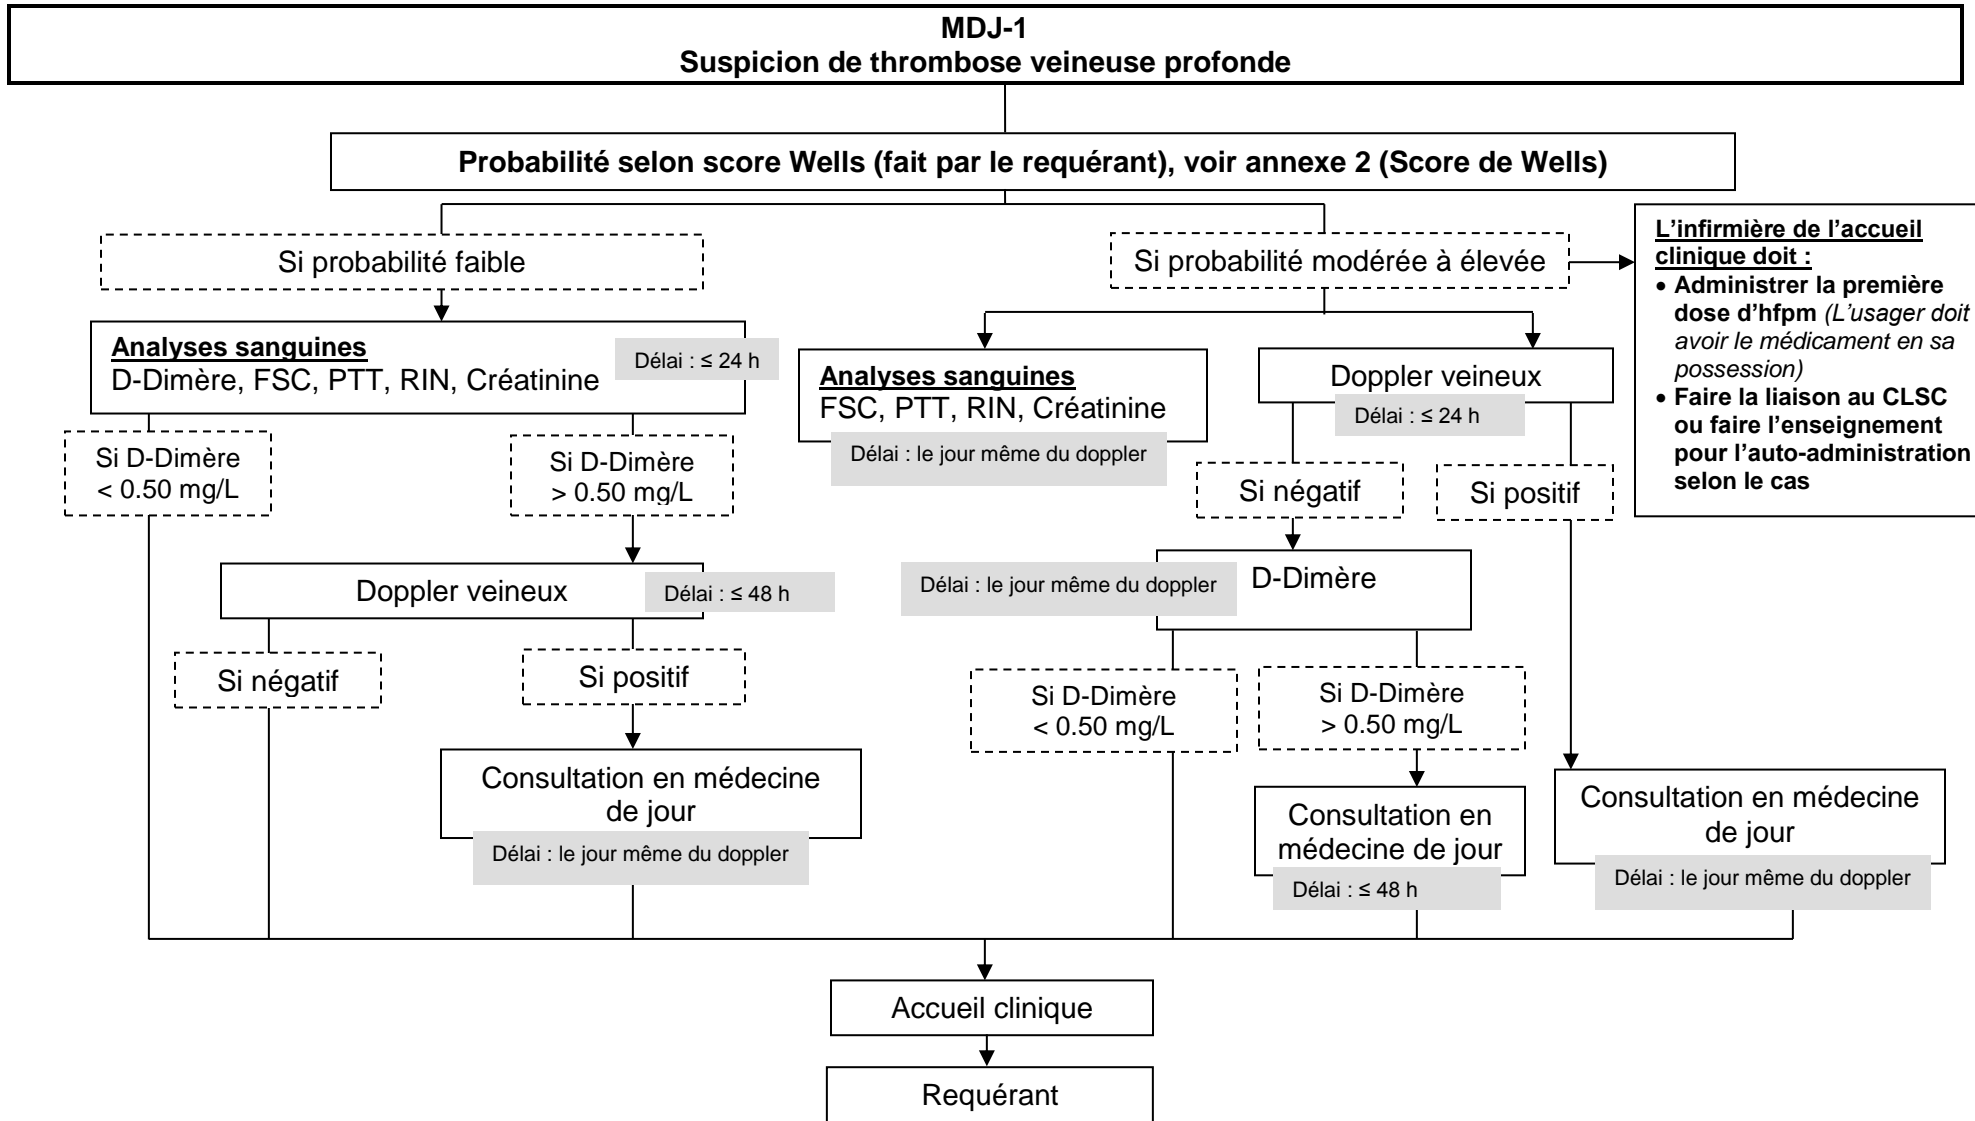 MDJ-1
Suspicion de thrombose veineuse profonde
Probabilité selon score Wells (fait par le requérant), voir annexe 2 (Score de Wells)
Si probabilité faible
Si probabilité modérée à élevée
L'infirmière de l'accueil
clinique doit :
• Administrer la première
dose d'hfpm (L'usager doit
avoir le médicament en sa
possession)
• Faire la liaison au CLSC
ou faire l'enseignement
pour l'auto-administration
selon le cas
Analyses sanguines
D-Dimère, FSC, PTT, RIN, Créatinine
Délai : ≤ 24 h
Analyses sanguines
FSC, PTT, RIN, Créatinine
Délai : le jour même du doppler
Doppler veineux
Délai : ≤ 24 h
Si D-Dimère
< 0.50 mg/L
Si D-Dimère
> 0.50 mg/L
Si négatif
Si positif
Doppler veineux
Délai : ≤ 48 h
Délai : le jour même du doppler
D-Dimère
Si négatif
Si positif
Si D-Dimère
< 0.50 mg/L
Si D-Dimère
> 0.50 mg/L
Consultation en médecine
de jour
Délai : le jour même du doppler
Consultation en
médecine de jour
Délai : ≤ 48 h
Consultation en médecine
de jour
Délai : le jour même du doppler
Accueil clinique
Requérant